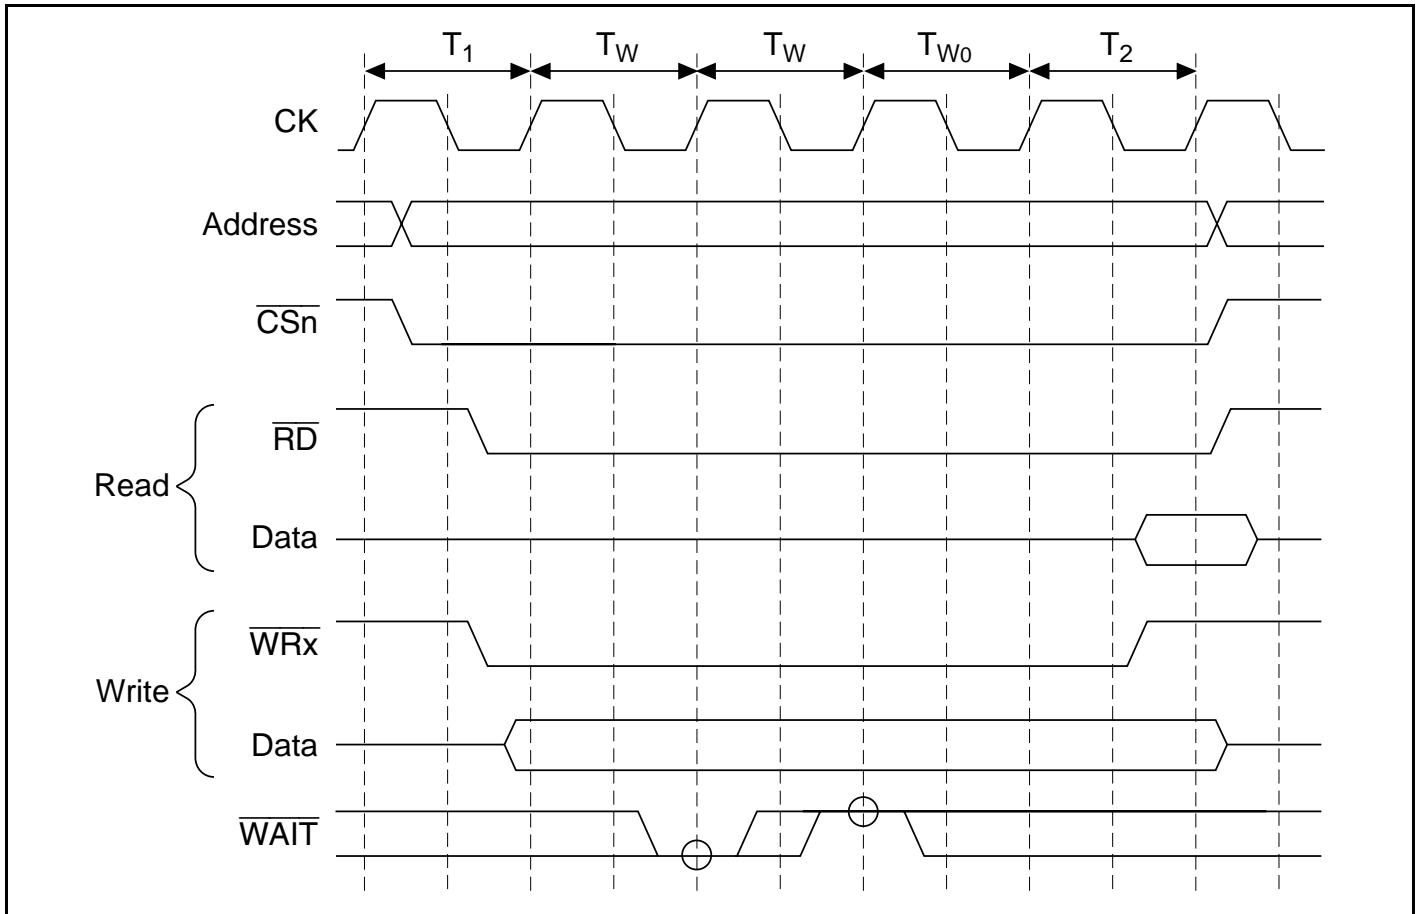 T1 TW TW TW0 T2
CK
Address
CSn
RD
Read
Data
WRx
Write
Data
WAIT